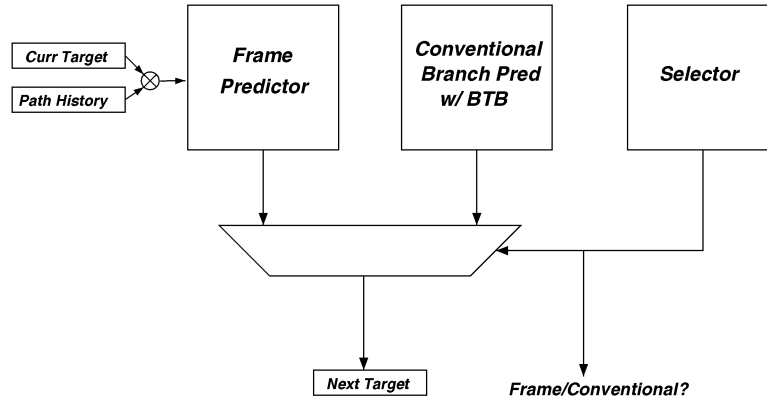 Curr Target
Path History
Frame
Predictor
Conventional
Branch Pred
w/ BTB
Selector
Next Target
Frame/Conventional?